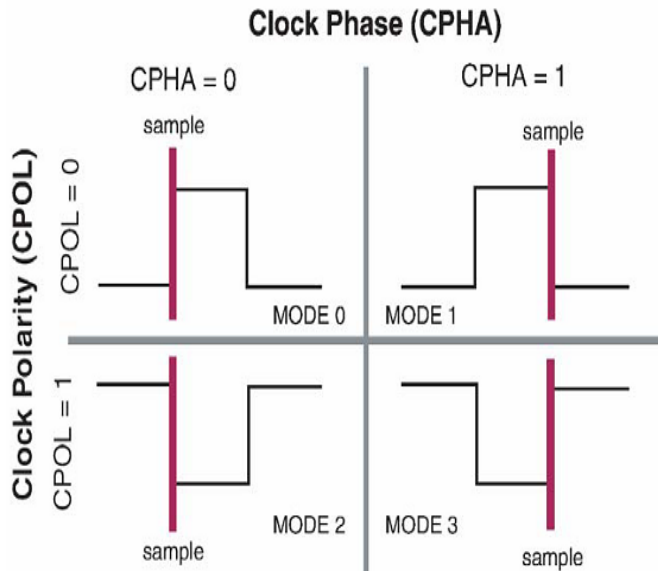 Clock Phase (CPHA)
CPHA = 0
CPHA = 1
sample
sample
Clock Polarity (CPOL)
CPOL = 0
MODE 0
MODE 1
CPOL = 1
MODE 2
MODE 3
sample
sample